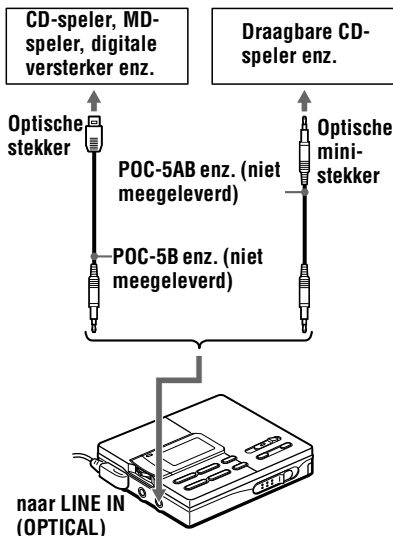 CD-speler, MD-
speler, digitale
versterker enz.
Draagbare CD-
speler enz.
Optische
stekker
Optische
mini-
stekker
POC-5AB enz. (niet
meegeleverd)
POC-5B enz. (niet
meegeleverd)
naar LINE IN
(OPTICAL)